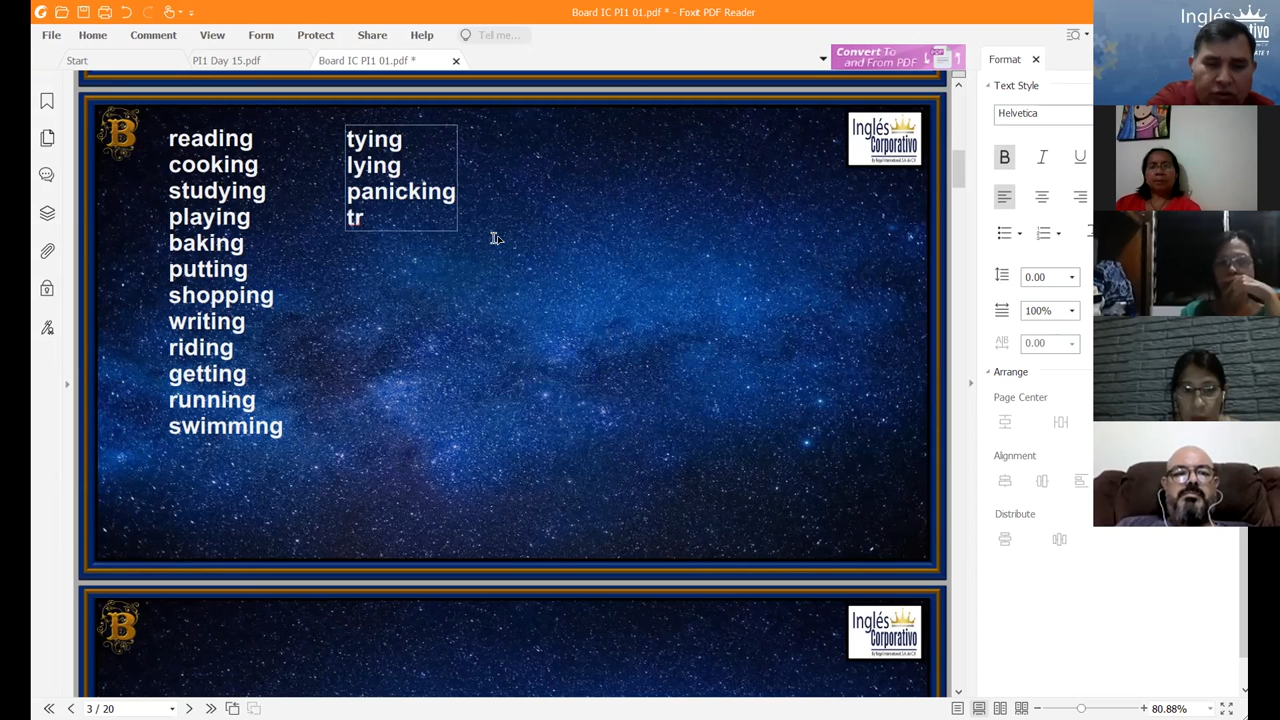 Board IC PI1 01.pdf * - Foxit PDF Reader
File Home Comment View Form Protect Share Help Tell me...
Start PI1 Day 15.pdf Board IC PI1 01.pdf *
Convert To
and From PDF
Format
Text Style
Helvetica
B I U
0.00
100%
0.00
Arrange
Page Center
Alignment
Distribute
B
reading
cooking
studying
playing
baking
putting
shopping
writing
riding
getting
running
swimming
tying
lying
panicking
tr
Inglés
Corporativo
B
Inglés
Corporativo
Inglés
3 / 20
80.88%